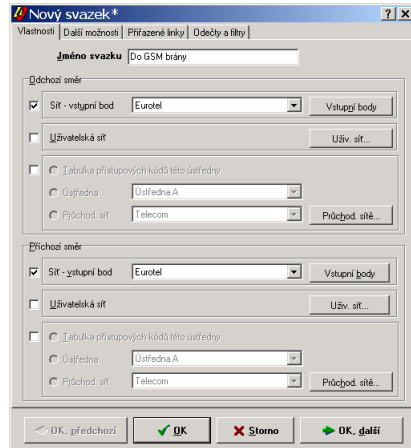 Nový svazek*
Vlastnosti Další možnosti Přiřazené linky Odečty a filtry
Jméno svazku Do GSM brány
Odchozí směr
Síť - vstupní bod Eurotel Vstupní body
Uživatelská síť Uživ. síť...
Tabulka přístupových kódů této ústředny
Ústředna Ústředna A
Průchod. síť Telecom Průchod. sítě...
Příchozí směr
Síť - vstupní bod Eurotel Vstupní body
Uživatelská síť Uživ. síť...
Tabulka přístupových kódů této ústředny
Ústředna Ústředna A
Průchod. síť Telecom Průchod. sítě...
OK, předchozí OK Storno OK, další